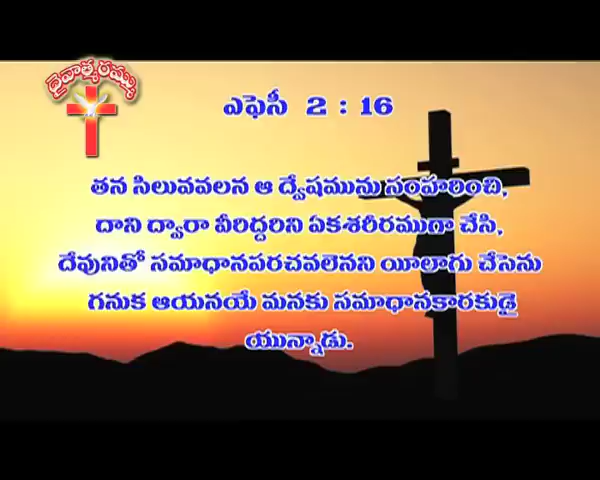 దైవాత్మరమ్ము
ఎఫెసీ 2 : 16
తన సిలువవలన ఆ ద్వేషమును సంహరించి,
దాని ద్వారా వీరిద్దరిని ఏకశరీరముగా చేసి,
దేవునితో సమాధానపరచవలెనని యీలాగు చేసెను
గనుక ఆయనయే మనకు సమాధానకారకుడై
యున్నాడు.